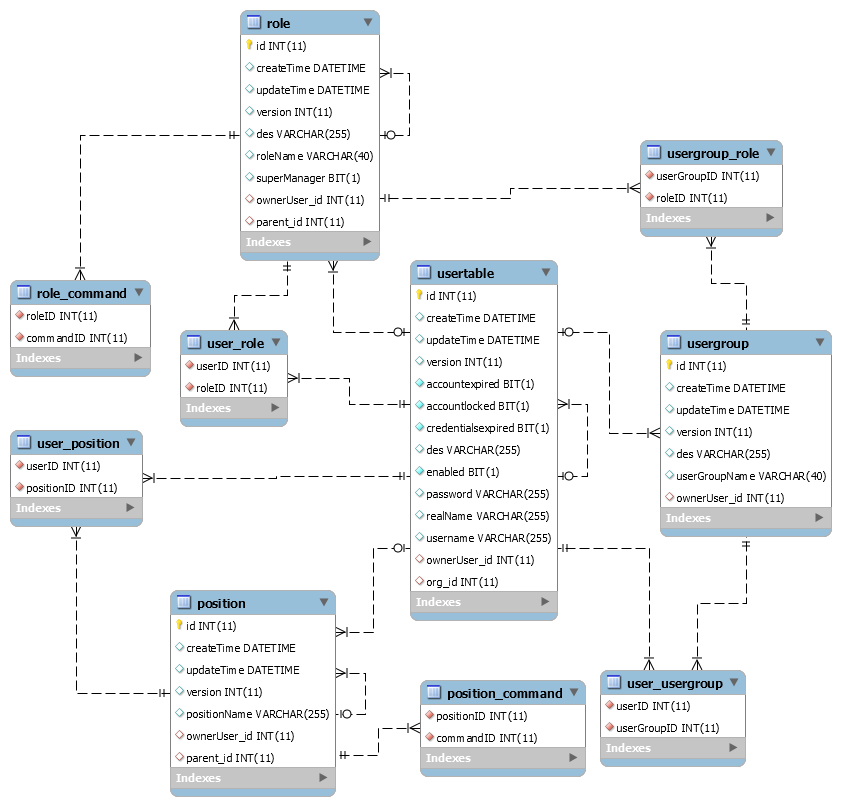 role
id INT(11)
createTime DATETIME
updateTime DATETIME
version INT(11)
des VARCHAR(255)
roleName VARCHAR(40)
superManager BIT(1)
ownerUser_id INT(11)
parent_id INT(11)
Indexes
usergroup_role
userGroupID INT(11)
roleID INT(11)
Indexes
role_command
roleID INT(11)
commandID INT(11)
Indexes
user_role
userID INT(11)
roleID INT(11)
Indexes
usertable
id INT(11)
createTime DATETIME
updateTime DATETIME
version INT(11)
accountexpired BIT(1)
accountlocked BIT(1)
credentialsexpired BIT(1)
des VARCHAR(255)
enabled BIT(1)
password VARCHAR(255)
realName VARCHAR(255)
username VARCHAR(255)
ownerUser_id INT(11)
org_id INT(11)
Indexes
usergroup
id INT(11)
createTime DATETIME
updateTime DATETIME
version INT(11)
des VARCHAR(255)
userGroupName VARCHAR(40)
ownerUser_id INT(11)
Indexes
user_position
userID INT(11)
positionID INT(11)
Indexes
position
id INT(11)
createTime DATETIME
updateTime DATETIME
version INT(11)
positionName VARCHAR(255)
ownerUser_id INT(11)
parent_id INT(11)
Indexes
position_command
positionID INT(11)
commandID INT(11)
Indexes
user_usergroup
userID INT(11)
userGroupID INT(11)
Indexes